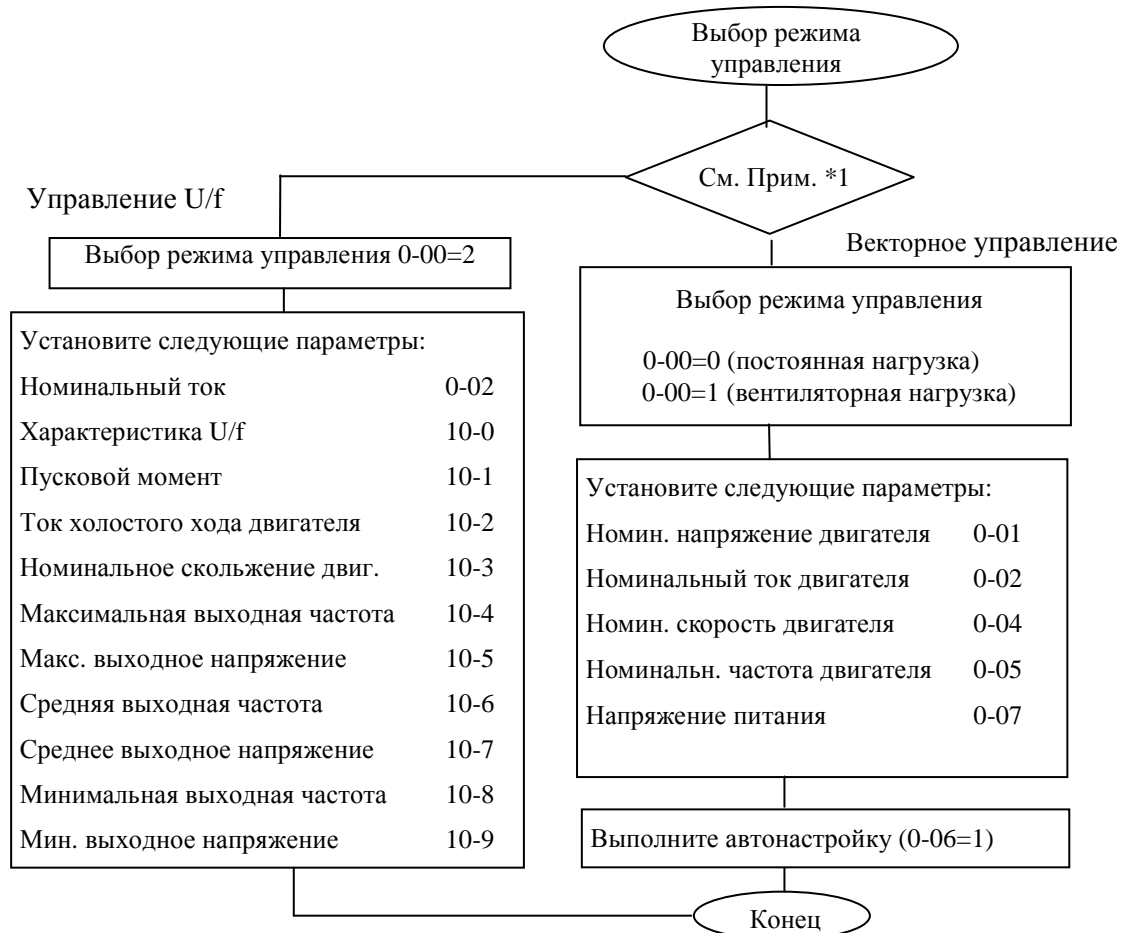 Выбор режима
управления
См. Прим. *1
Управление U/f
Выбор режима управления 0-00=2
Установите следующие параметры:
Номинальный ток 0-02
Характеристика U/f 10-0
Пусковой момент 10-1
Ток холостого хода двигателя 10-2
Номинальное скольжение двиг. 10-3
Максимальная выходная частота 10-4
Макс. выходное напряжение 10-5
Средняя выходная частота 10-6
Среднее выходное напряжение 10-7
Минимальная выходная частота 10-8
Мин. выходное напряжение 10-9
Векторное управление
Выбор режима управления
0-00=0 (постоянная нагрузка)
0-00=1 (вентиляторная нагрузка)
Установите следующие параметры:
Номин. напряжение двигателя 0-01
Номинальный ток двигателя 0-02
Номин. скорость двигателя 0-04
Номинальн. частота двигателя 0-05
Напряжение питания 0-07
Выполните автонастройку (0-06=1)
Конец